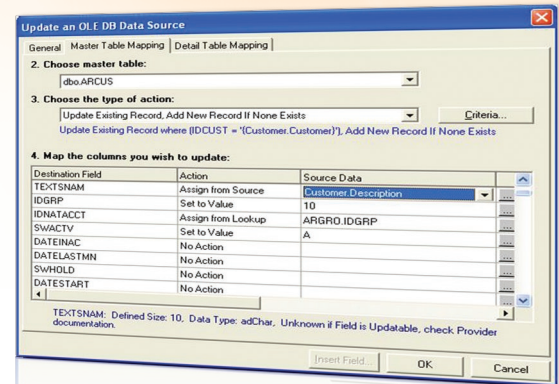 Update an OLE DB Data Source
General Master Table Mapping Detail Table Mapping
2. Choose master table:
dbo.ARCUS
3. Choose the type of action:
Update Existing Record, Add New Record If None Exists
Criteria...
Update Existing Record where (IDCUST = '{Customer.Customer}'), Add New Record If None Exists
4. Map the columns you wish to update:
Destination Field Action Source Data
TEXTSNAM Assign from Source Customer.Description ...
IDGRP Set to Value 10 ...
IDNATACCT Assign from Lookup ARGRO.IDGRP ...
SWACTV Set to Value A ...
DATEINAC No Action ...
DATELASTMN No Action ...
SWHOLD No Action ...
DATESTART No Action ...
TEXTSNAM: Defined Size: 10, Data Type: adChar, Unknown if Field is Updatable, check Provider
documentation.
Insert Field... OK Cancel